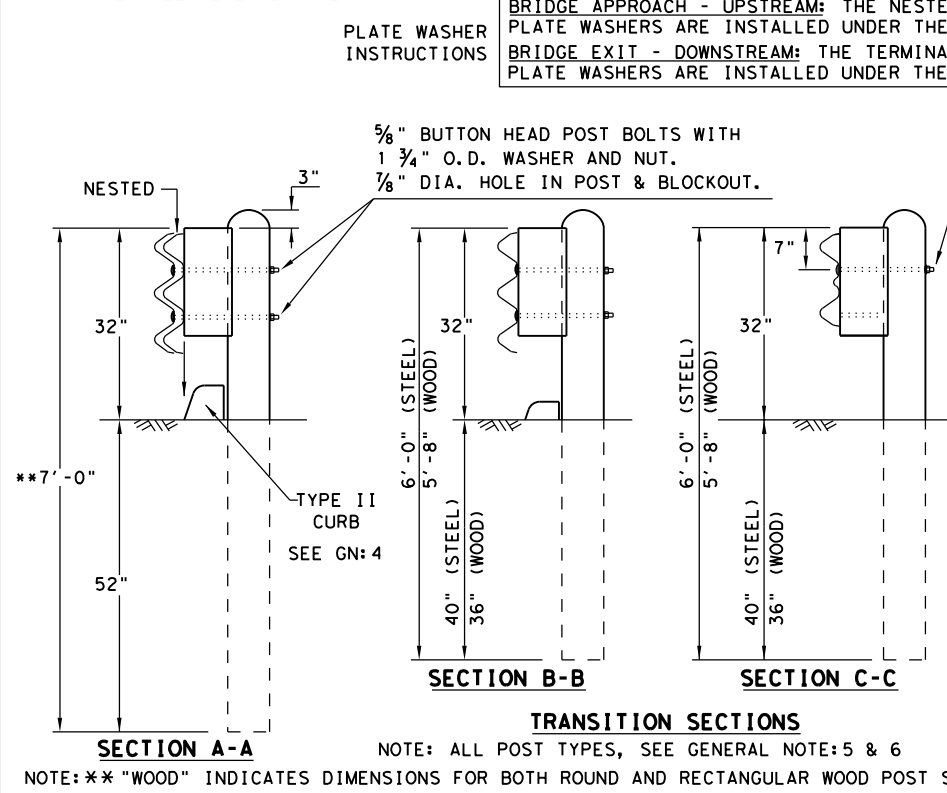 BRIDGE APPROACH - UPSTREAM: THE NESTE
PLATE WASHERS ARE INSTALLED UNDER THE
BRIDGE EXIT - DOWNSTREAM: THE TERMINA
PLATE WASHERS ARE INSTALLED UNDER THE
PLATE WASHER
INSTRUCTIONS
5/8" BUTTON HEAD POST BOLTS WITH
1 3/4" O.D. WASHER AND NUT.
7/8" DIA. HOLE IN POST & BLOCKOUT.
NESTED
3"
32"
**7'-0"
52"
TYPE II
CURB
SEE GN:4
SECTION A-A
32"
6'-0" (STEEL)
5'-8" (WOOD)
40" (STEEL)
36" (WOOD)
SECTION B-B
7"
32"
6'-0" (STEEL)
5'-8" (WOOD)
40" (STEEL)
36" (WOOD)
SECTION C-C
TRANSITION SECTIONS
NOTE: ALL POST TYPES, SEE GENERAL NOTE:5 & 6
NOTE:** "WOOD" INDICATES DIMENSIONS FOR BOTH ROUND AND RECTANGULAR WOOD POST S